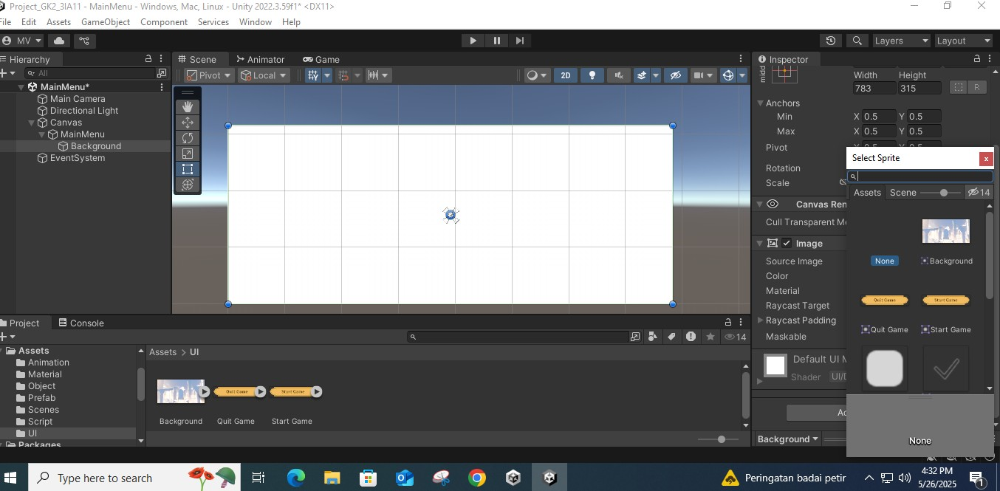 Project_GK2_3IA11 - MainMenu - Windows, Mac, Linux - Unity 2022.3.59f1* <DX11>
File Edit Assets GameObject Component Services Window Help
MV
Layers
Layout
Hierarchy
All
MainMenu*
Main Camera
Directional Light
Canvas
MainMenu
Background
EventSystem
Scene
Animator
Game
Pivot
Local
2D
Inspector
midd
Width
Height
783
315
R
Anchors
Min
X 0.5
Y 0.5
Max
X 0.5
Y 0.5
Pivot
Rotation
Scale
Canvas Ren
Cull Transparent Me
Image
Source Image
Color
Material
Raycast Target
Raycast Padding
Maskable
Default UI M
Shader
UI/D
Background
Select Sprite
x
Assets
Scene
14
None
Background
Quit Game
Start Game
Quit Game
Start Game
None
Project
Console
14
Assets
Animation
Material
Object
Prefab
Scenes
Script
UI
Packages
Assets > UI
Quit Game
Start Game
Background
Quit Game
Start Game
Type here to search
Peringatan badai petir
4:32 PM
5/26/2025
1